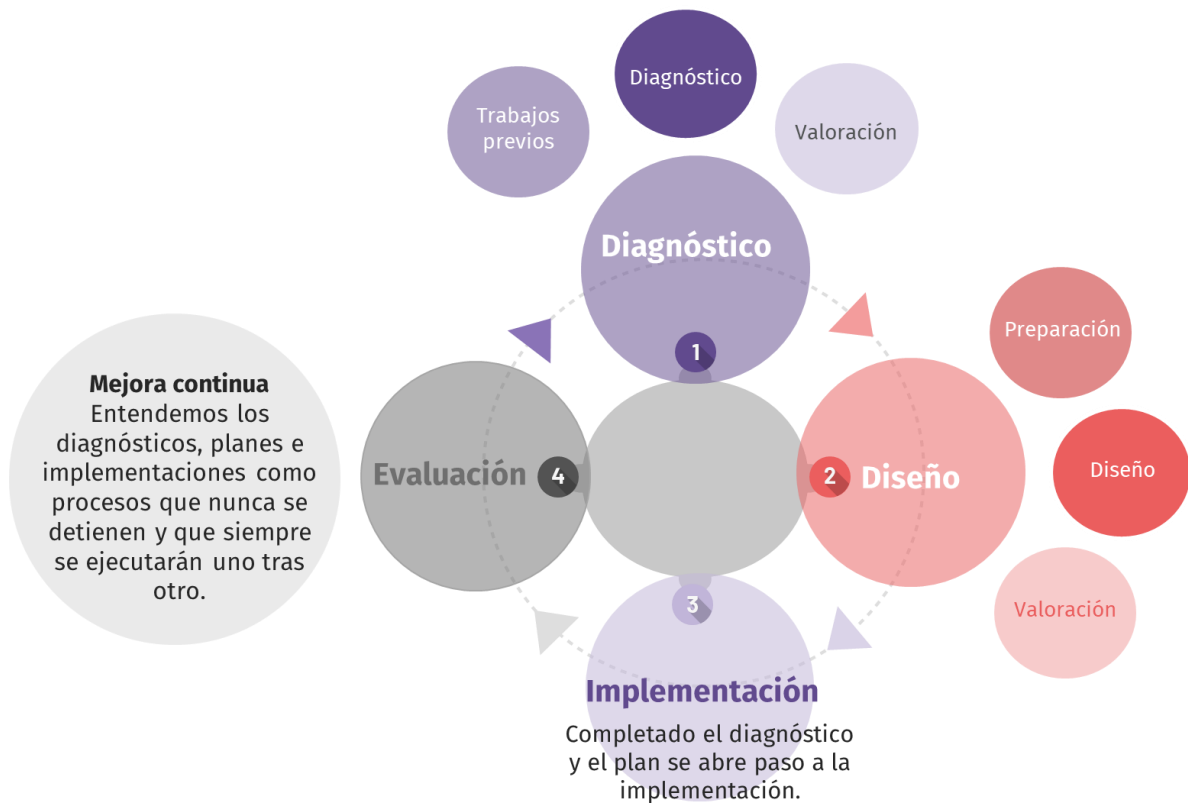 Diagnóstico
Trabajos
previos
Valoración
Diagnóstico
1
Preparación
Diseño
Valoración
2
Diseño
3
Implementación
Completado el diagnóstico
y el plan se abre paso a la
implementación.
Evaluación
4
Mejora continua
Entendemos los
diagnósticos, planes e
implementaciones como
procesos que nunca se
detienen y que siempre
se ejecutarán uno tras
otro.